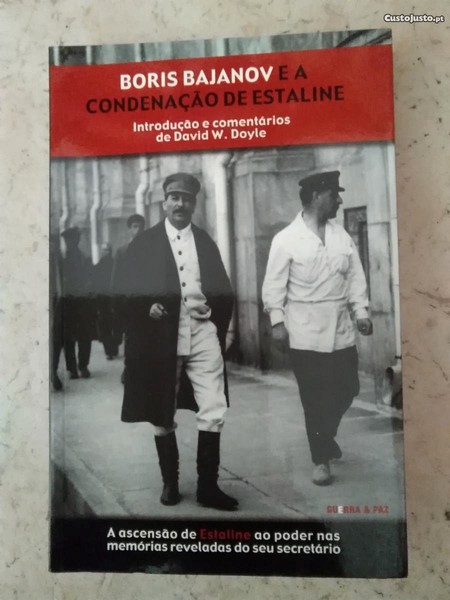 CustoJusto.pt
BORIS BAJANOV E A
CONDENAÇÃO DE ESTALINE
Introdução e comentários
de David W. Doyle
GUERRA & PAZ
A ascensão de Estaline ao poder nas
memórias reveladas do seu secretário